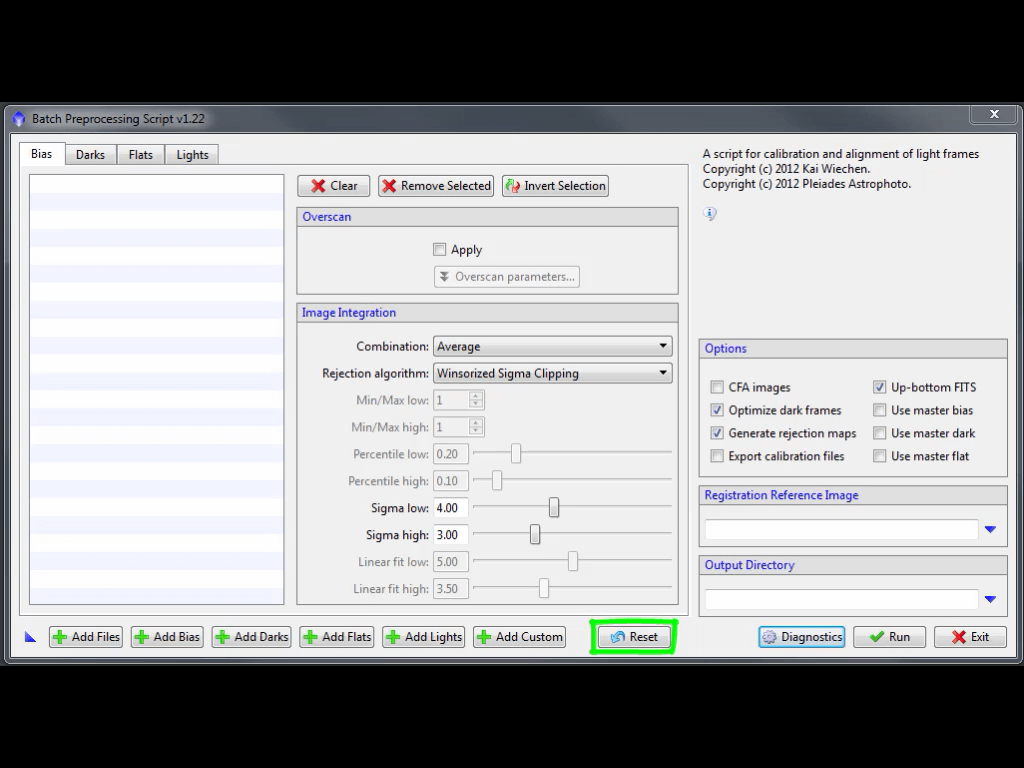 Batch Preprocessing Script v1.22
Bias Darks Flats Lights
Clear Remove Selected Invert Selection
Overscan
Apply
Overscan parameters...
Image Integration
Combination: Average
Rejection algorithm: Winsorized Sigma Clipping
Min/Max low: 1
Min/Max high: 1
Percentile low: 0.20
Percentile high: 0.10
Sigma low: 4.00
Sigma high: 3.00
Linear fit low: 5.00
Linear fit high: 3.50
A script for calibration and alignment of light frames
Copyright (c) 2012 Kai Wiechen.
Copyright (c) 2012 Pleiades Astrophoto.
Options
CFA images Up-bottom FITS
Optimize dark frames Use master bias
Generate rejection maps Use master dark
Export calibration files Use master flat
Registration Reference Image
Output Directory
Add Files Add Bias Add Darks Add Flats Add Lights Add Custom Reset Diagnostics Run Exit